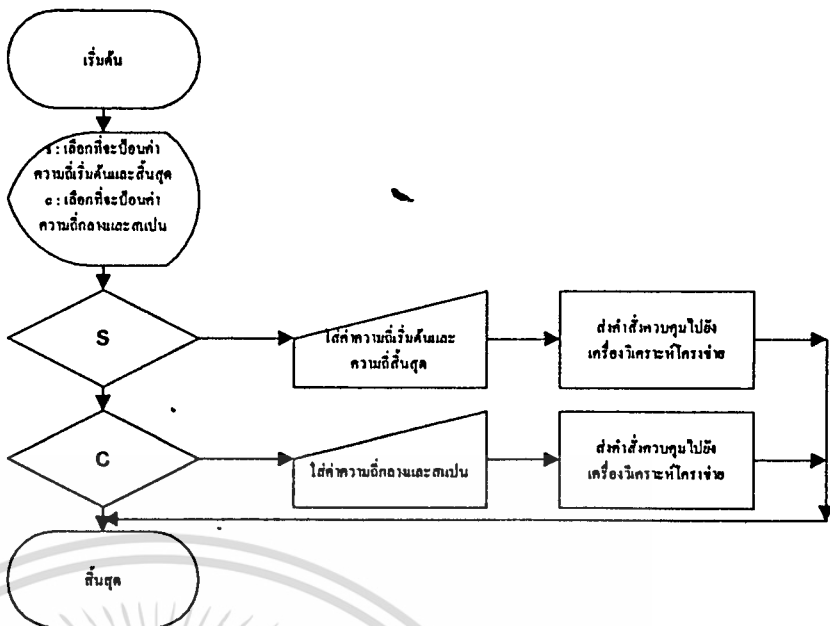 เริ่มต้น
s : เลือกที่จะป้อนค่า
ความถี่เริ่มต้นและสิ้นสุด
c : เลือกที่จะป้อนค่า
ความถี่กลางและสแปน
S
ใส่ค่าความถี่เริ่มต้นและ
ความถี่สิ้นสุด
ส่งคำสั่งควบคุมไปยัง
เครื่องวิเคราะห์โครงข่าย
C
ใส่ค่าความถี่กลางและสแปน
ส่งคำสั่งควบคุมไปยัง
เครื่องวิเคราะห์โครงข่าย
สิ้นสุด